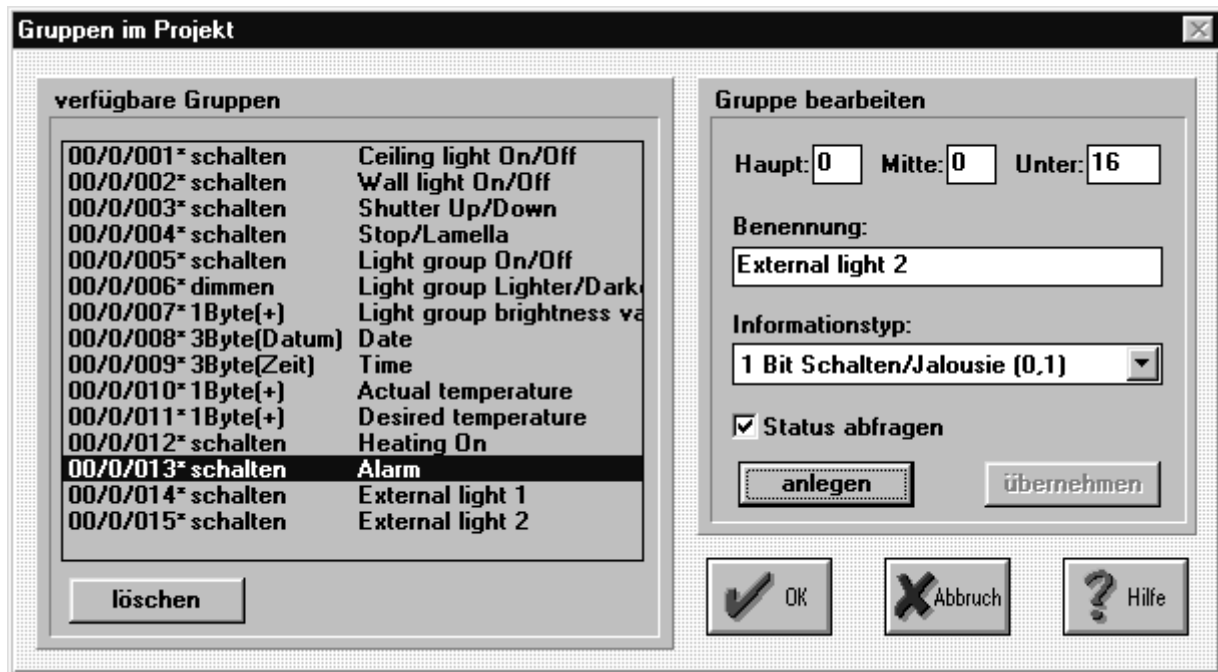 Gruppen im Projekt
verfügbare Gruppen
00/0/001* schalten Ceiling light On/Off
00/0/002* schalten Wall light On/Off
00/0/003* schalten Shutter Up/Down
00/0/004* schalten Stop/Lamella
00/0/005* schalten Light group On/Off
00/0/006* dimmen Light group Lighter/Darke
00/0/007* 1Byte(+) Light group brightness va
00/0/008* 3Byte(Datum) Date
00/0/009* 3Byte(Zeit) Time
00/0/010* 1Byte(+) Actual temperature
00/0/011* 1Byte(+) Desired temperature
00/0/012* schalten Heating On
00/0/013* schalten Alarm
00/0/014* schalten External light 1
00/0/015* schalten External light 2
löschen
Gruppe bearbeiten
Haupt: 0 Mitte: 0 Unter: 16
Benennung:
External light 2
Informationstyp:
1 Bit Schalten/Jalousie (0,1)
Status abfragen
anlegen übernehmen
OK Abbruch Hilfe